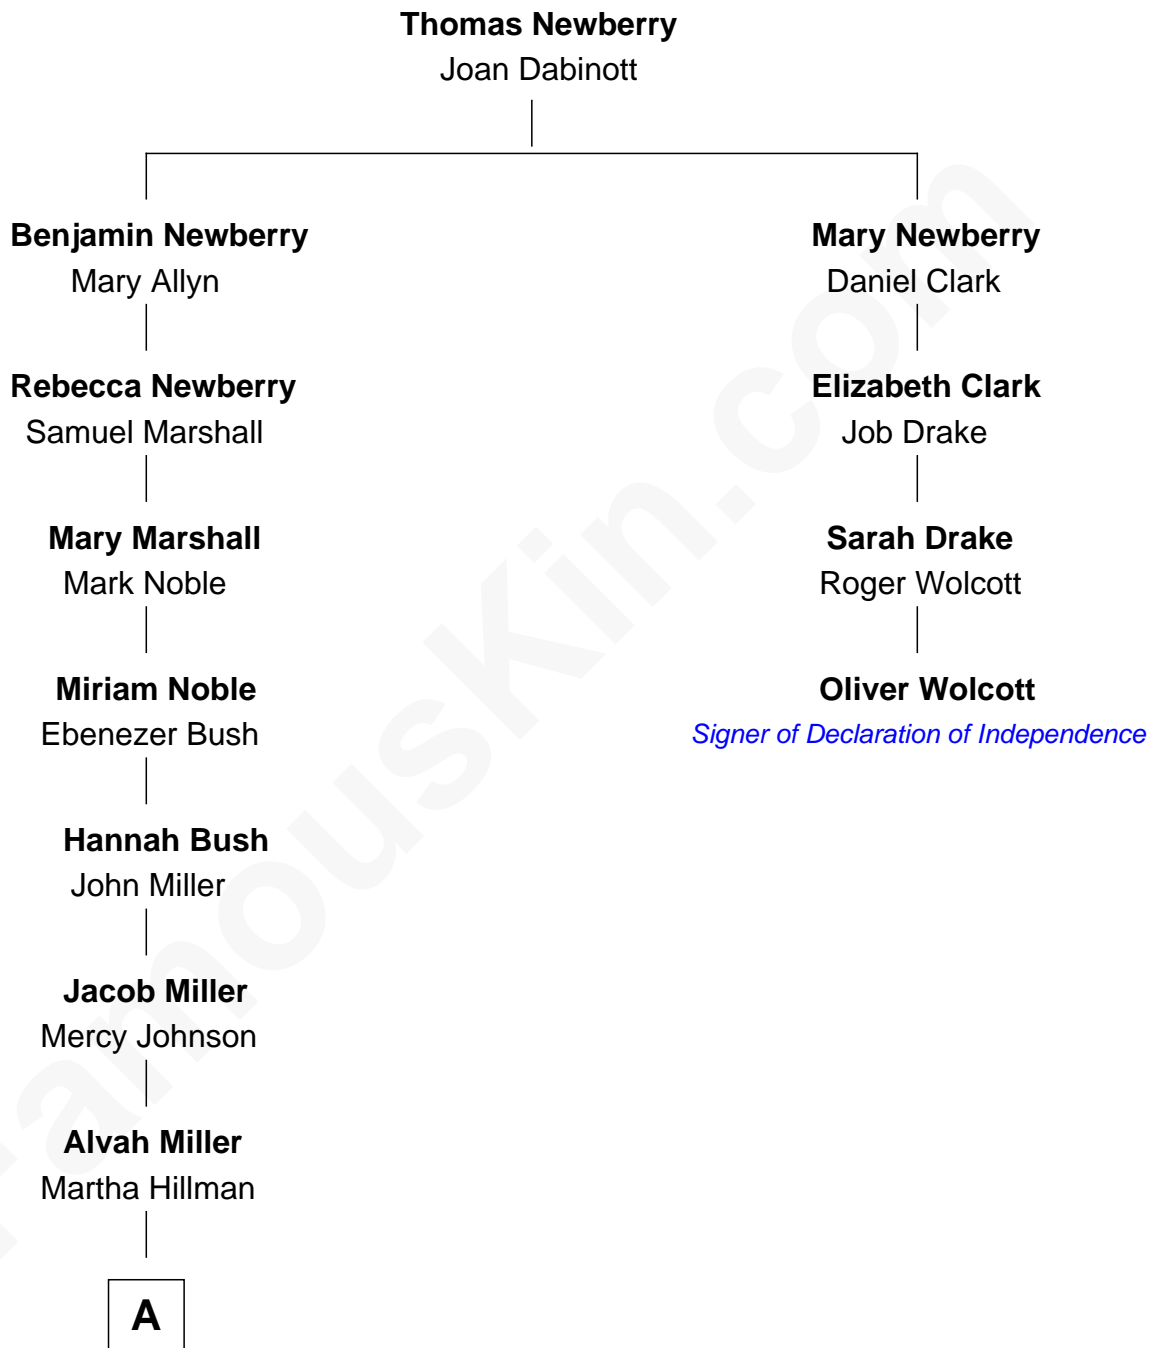 Thomas Newberry
Joan Dabinott
Benjamin Newberry
Mary Allyn
Mary Newberry
Daniel Clark
Rebecca Newberry
Samuel Marshall
Elizabeth Clark
Job Drake
Mary Marshall
Mark Noble
Sarah Drake
Roger Wolcott
Miriam Noble
Ebenezer Bush
Oliver Wolcott
Signer of Declaration of Independence
Hannah Bush
John Miller
Jacob Miller
Mercy Johnson
Alvah Miller
Martha Hillman
A
FamousKin.com